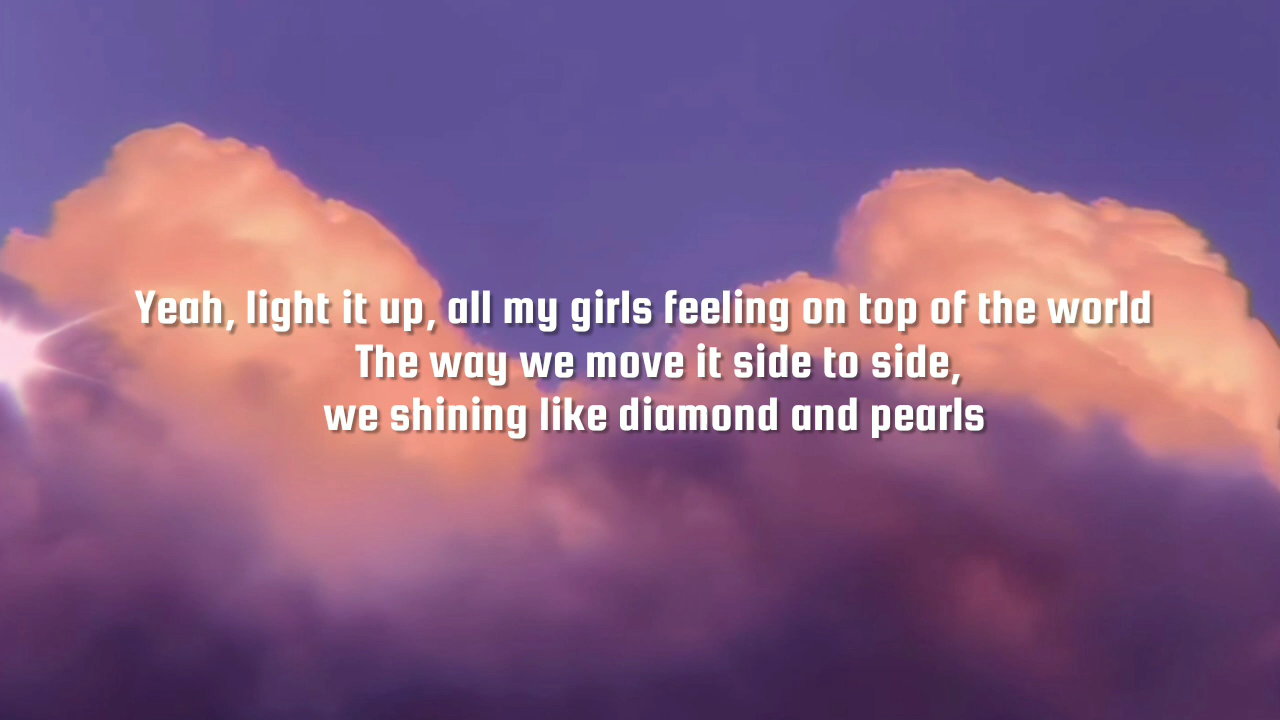 Yeah, light it up, all my girls feeling on top of the world
The way we move it side to side,
we shining like diamond and pearls